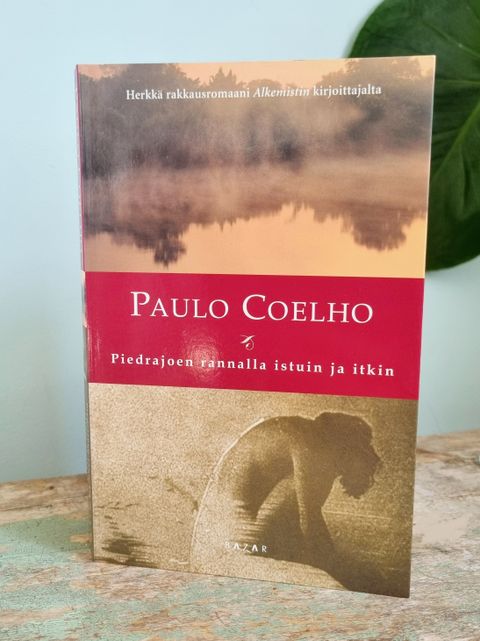 Herkkä rakkausromaani Alkemistin kirjoittajalta
PAULO COELHO
Piedrajoen rannalla istuin ja itkin
BAZAR